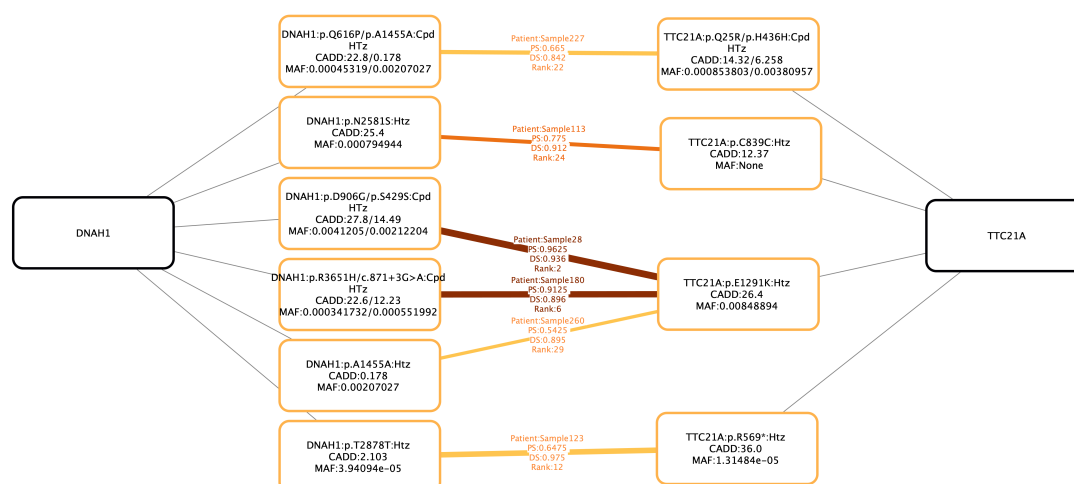 DNAH1
DNAH1:p.Q616P/p.A1455A:Cpd
HTz
CADD:22.8/0.178
MAF:0.00045319/0.00207027
Patient:Sample227
PS:0.665
DS:0.842
Rank:22
TTC21A:p.Q25R/p.H436H:Cpd
HTz
CADD:14.32/6.258
MAF:0.000853803/0.00380957
DNAH1:p.N2581S:Htz
CADD:25.4
MAF:0.000794944
Patient:Sample113
PS:0.775
DS:0.912
Rank:24
TTC21A:p.C839C:Htz
CADD:12.37
MAF:None
DNAH1:p.D906G/p.S429S:Cpd
HTz
CADD:27.8/14.49
MAF:0.0041205/0.00212204
Patient:Sample28
PS:0.9625
DS:0.936
Rank:2
DNAH1:p.R3651H/c.871+3G>A:Cpd
HTz
CADD:22.6/12.23
MAF:0.000341732/0.000551992
Patient:Sample180
PS:0.9125
DS:0.896
Rank:6
TTC21A:p.E1291K:Htz
CADD:26.4
MAF:0.00848894
DNAH1:p.A1455A:Htz
CADD:0.178
MAF:0.00207027
Patient:Sample260
PS:0.5425
DS:0.895
Rank:29
DNAH1:p.T2878T:Htz
CADD:2.103
MAF:3.94094e-05
Patient:Sample123
PS:0.6475
DS:0.975
Rank:12
TTC21A:p.R569*:Htz
CADD:36.0
MAF:1.31484e-05
TTC21A